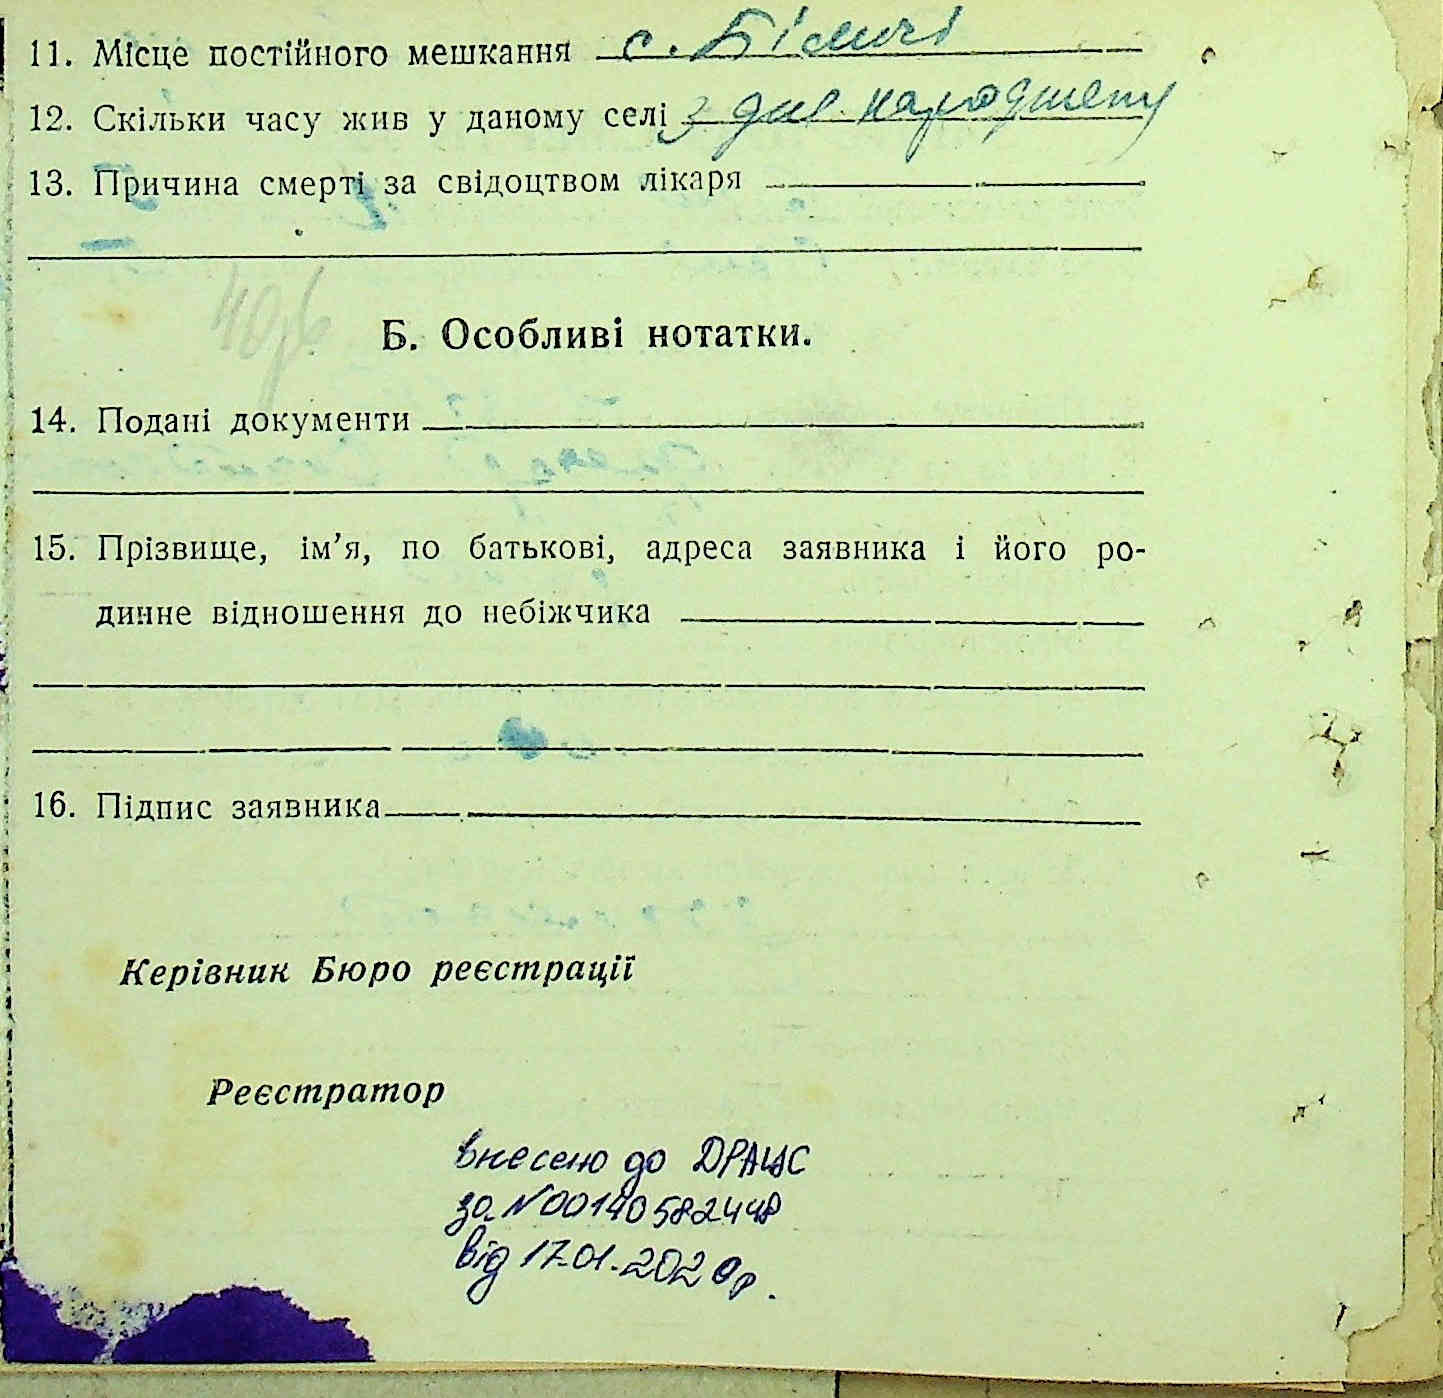 11. Місце постійного мешкання с. Біличі
12. Скільки часу жив у даному селі з дня народження
13. Причина смерті за свідоцтвом лікаря
Б. Особливі нотатки.
14. Подані документи
15. Прізвище, ім’я, по батькові, адреса заявника і його ро-
динне відношення до небіжчика
16. Підпис заявника
Керівник Бюро реєстрації
Реєстратор
внесено до ДРАЦС
за №00140582448
від 17.01.2020р.